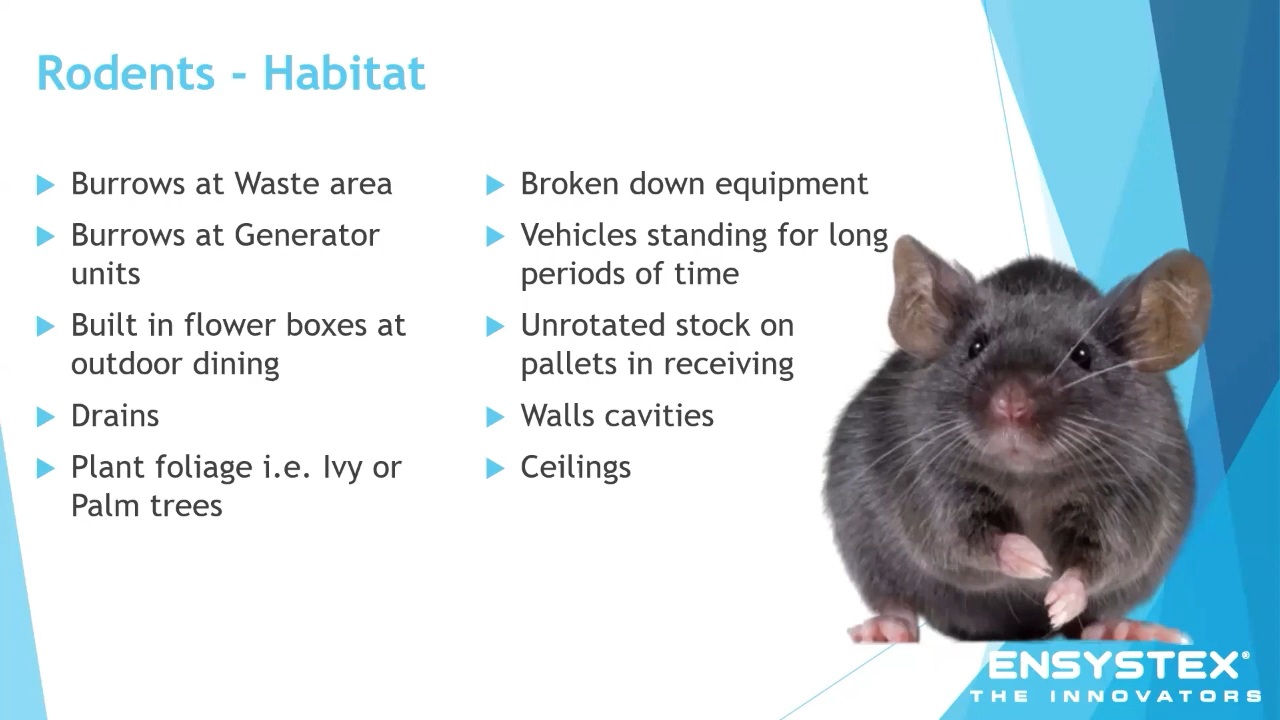 Rodents - Habitat
Burrows at Waste area
Burrows at Generator
units
Built in flower boxes at
outdoor dining
Drains
Plant foliage i.e. Ivy or
Palm trees
Broken down equipment
Vehicles standing for long
periods of time
Unrotated stock on
pallets in receiving
Walls cavities
Ceilings
ENSYSTEX®
THE INNOVATORS